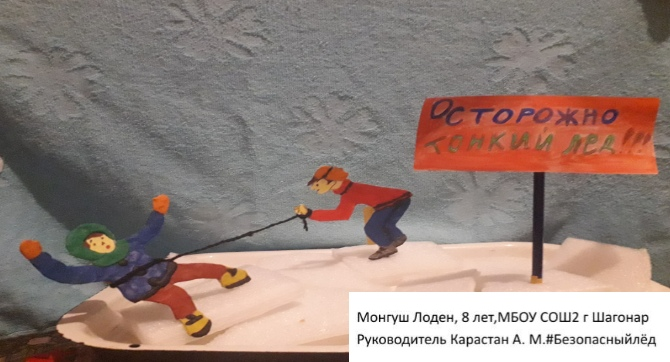 ОСТОРОЖНО
ТОНКИЙ ЛЕД!!!
Монгуш Лоден, 8 лет,МБОУ СОШ2 г Шагонар
Руководитель Карастан А. М.#Безопасныйлёд